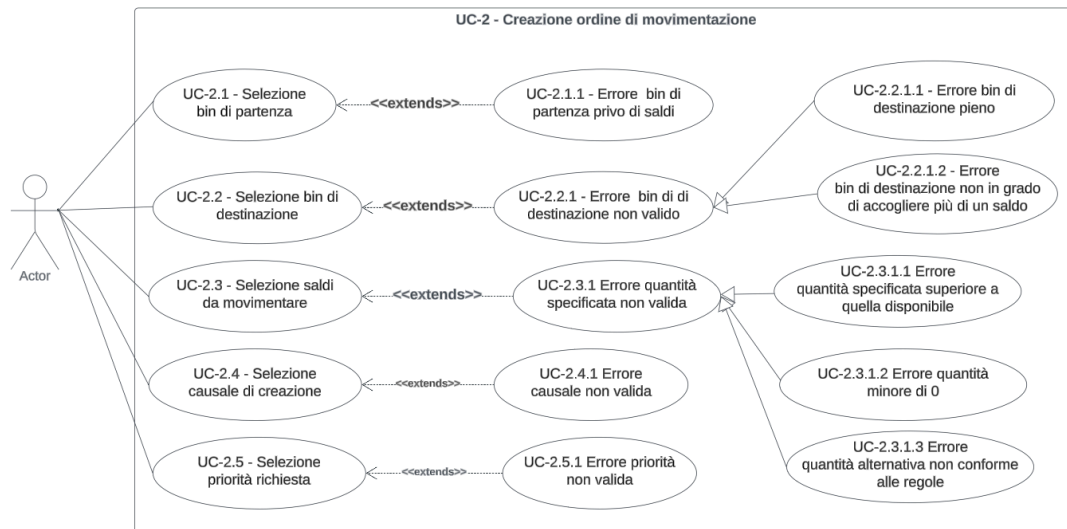 UC-2 - Creazione ordine di movimentazione
UC-2.1 - Selezione
bin di partenza
<<extends>>
UC-2.1.1 - Errore bin di
partenza privo di saldi
UC-2.2.1.1 - Errore bin di
destinazione pieno
UC-2.2 - Selezione bin di
destinazione
<<extends>>
UC-2.2.1 - Errore bin di di
destinazione non valido
UC-2.2.1.2 - Errore
bin di destinazione non in grado
di accogliere più di un saldo
Actor
UC-2.3 - Selezione saldi
da movimentare
<<extends>>
UC-2.3.1 Errore quantità
specificata non valida
UC-2.3.1.1 Errore
quantità specificata superiore a
quella disponibile
UC-2.4 - Selezione
causale di creazione
<<extends>>
UC-2.4.1 Errore
causale non valida
UC-2.3.1.2 Errore quantità
minore di 0
UC-2.5 - Selezione
priorità richiesta
<<extends>>
UC-2.5.1 Errore priorità
non valida
UC-2.3.1.3 Errore
quantità alternativa non conforme
alle regole